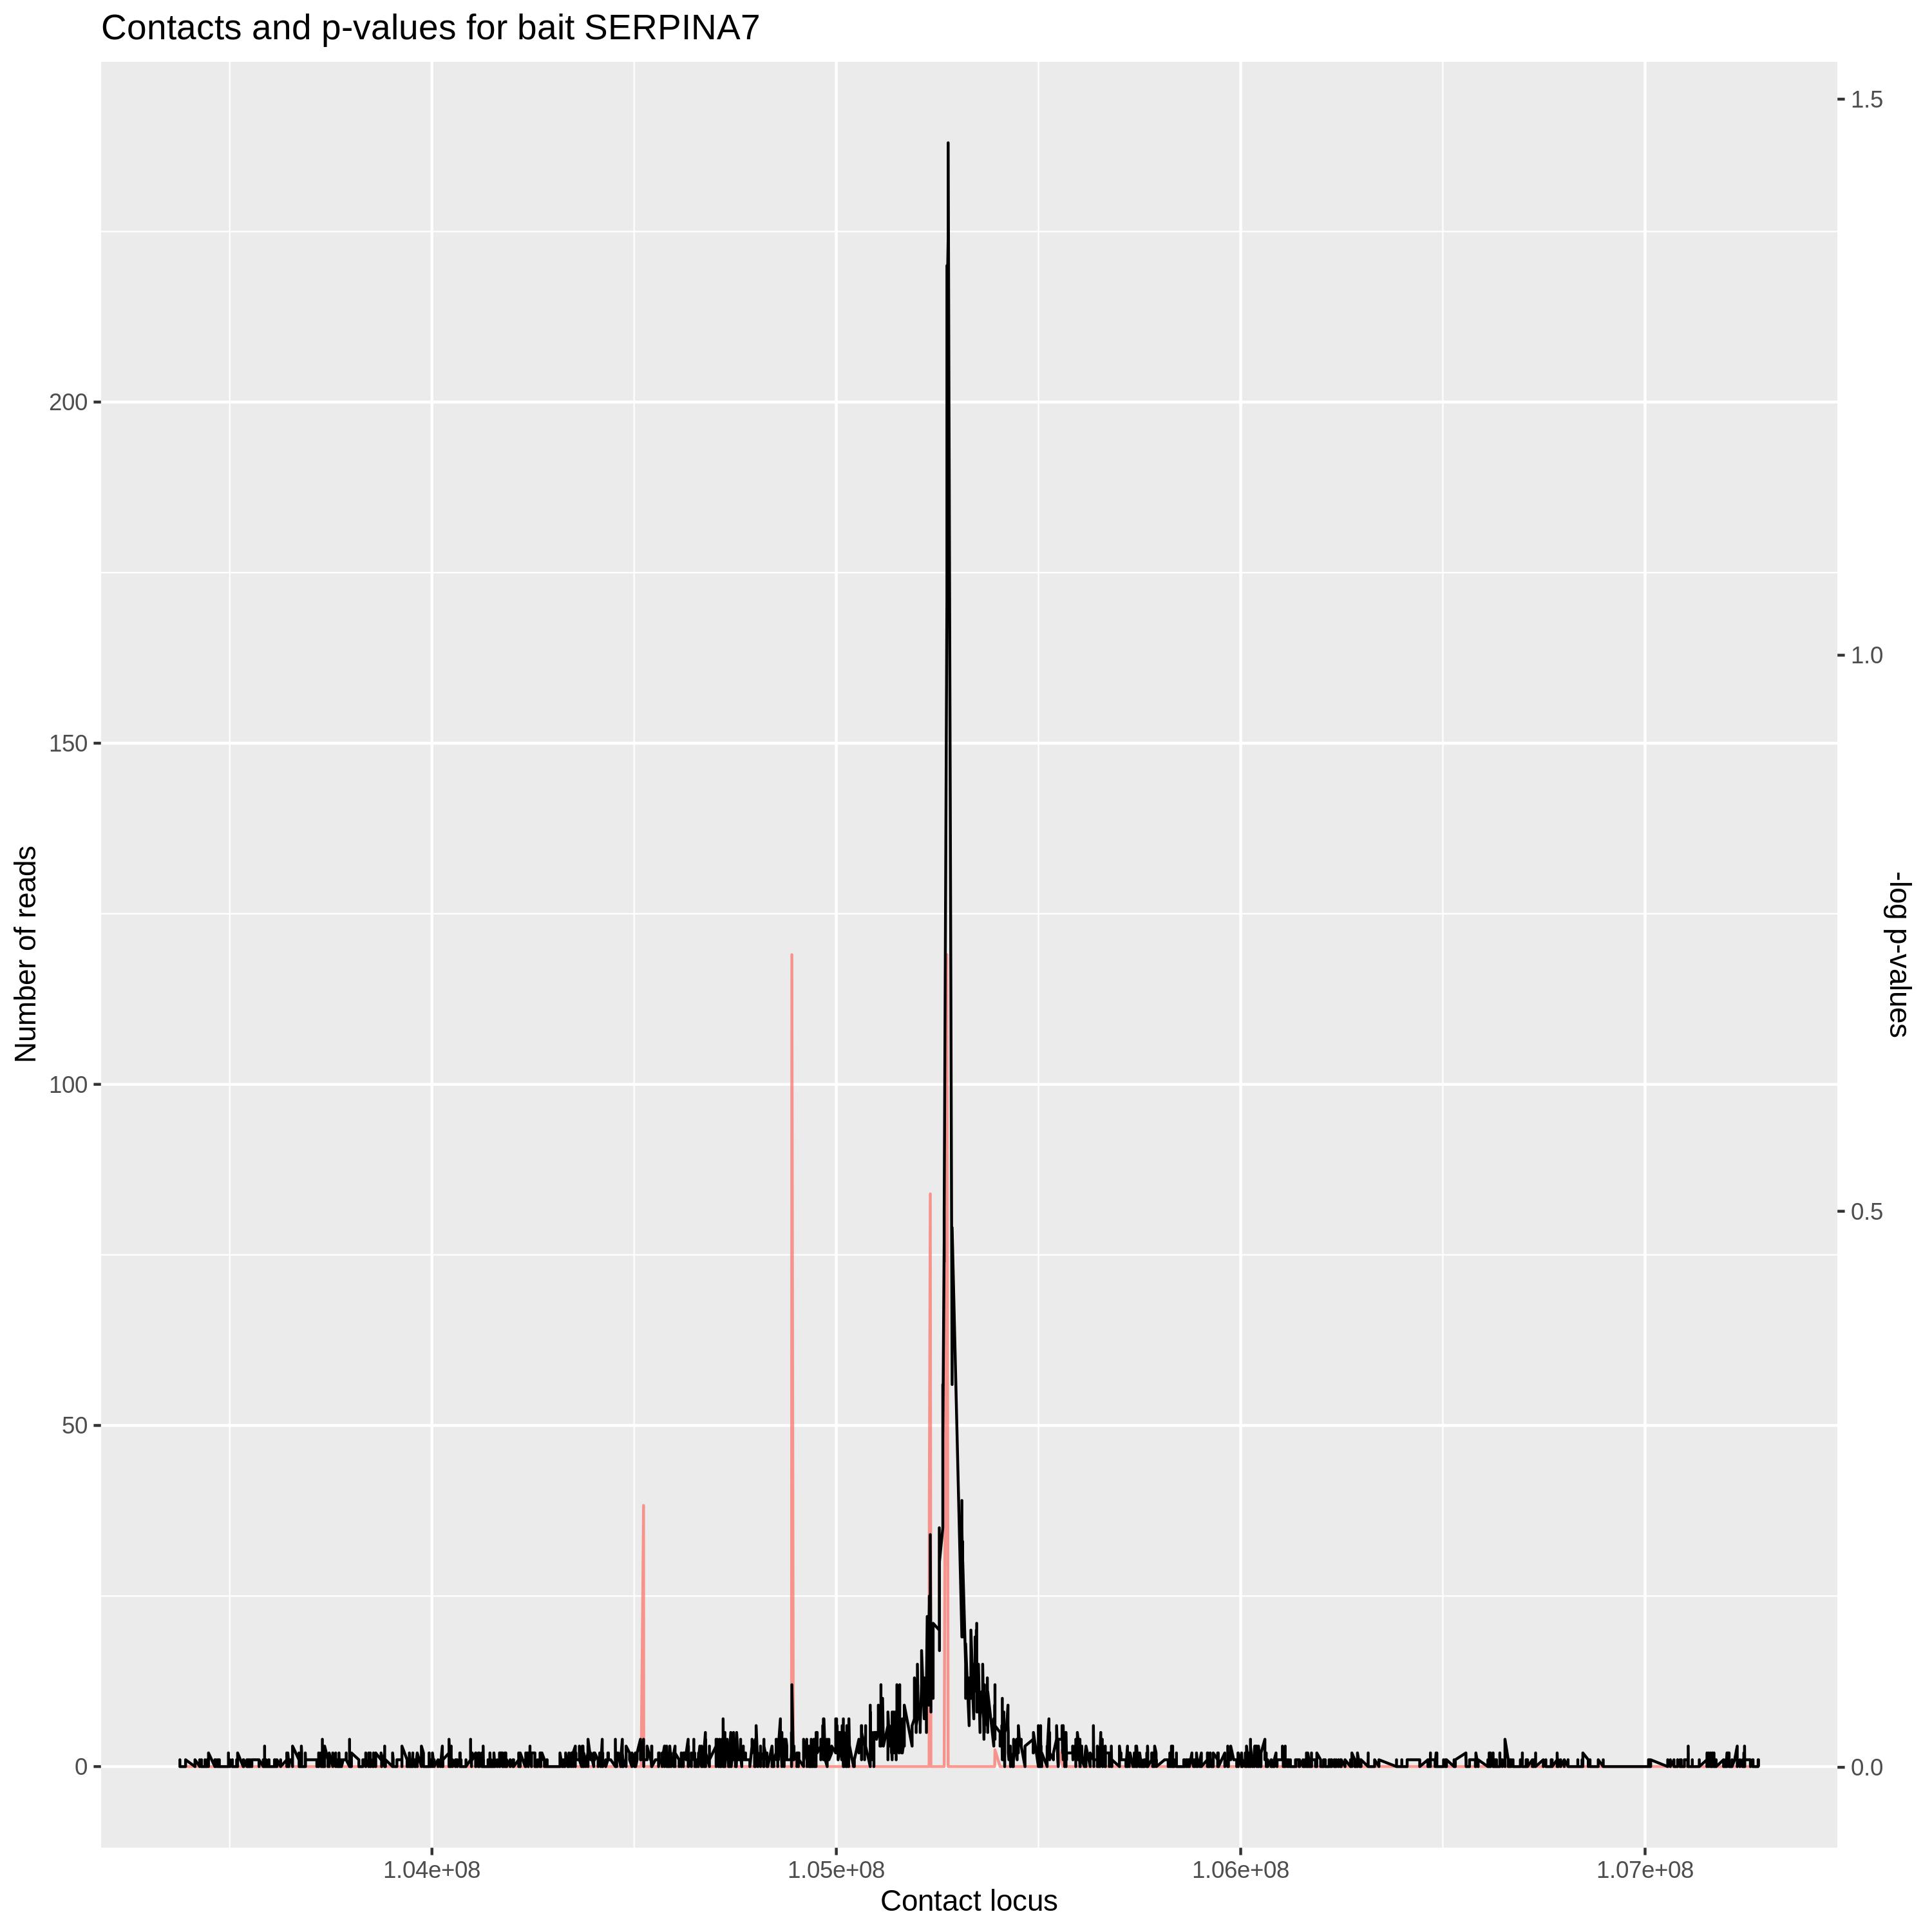 Contacts and p-values for bait SERPINA7
1.5
200
1.0
150
Number of reads
-log p-values
100
0.5
50
0
0.0
1.04e+08
1.05e+08
1.06e+08
1.07e+08
Contact locus